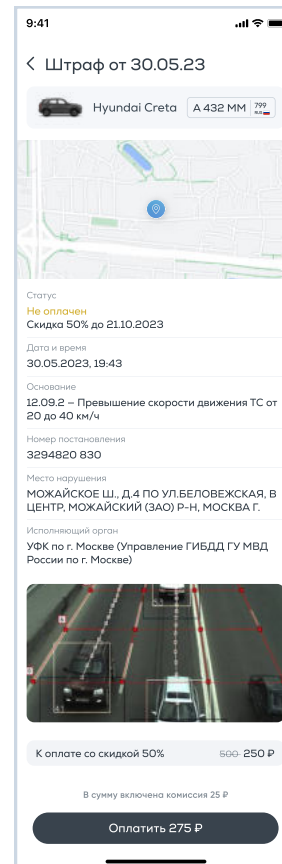 9:41
Штраф от 30.05.23
Hyundai Creta
А 432 ММ 799
RUS
Статус
Не оплачен
Скидка 50% до 21.10.2023
Дата и время
30.05.2023, 19:43
Основание
12.09.2 – Превышение скорости движения ТС от
20 до 40 км/ч
Номер постановления
3294820 830
Место нарушения
МОЖАЙСКОЕ Ш., Д.4 ПО УЛ.БЕЛОВЕЖСКАЯ, В
ЦЕНТР, МОЖАЙСКИЙ (ЗАО) Р-Н, МОСКВА Г.
Исполняющий орган
УФК по г. Москве (Управление ГИБДД ГУ МВД
России по г. Москве)
К оплате со скидкой 50% 500 250 ₽
В сумму включена комиссия 25 ₽
Оплатить 275 ₽